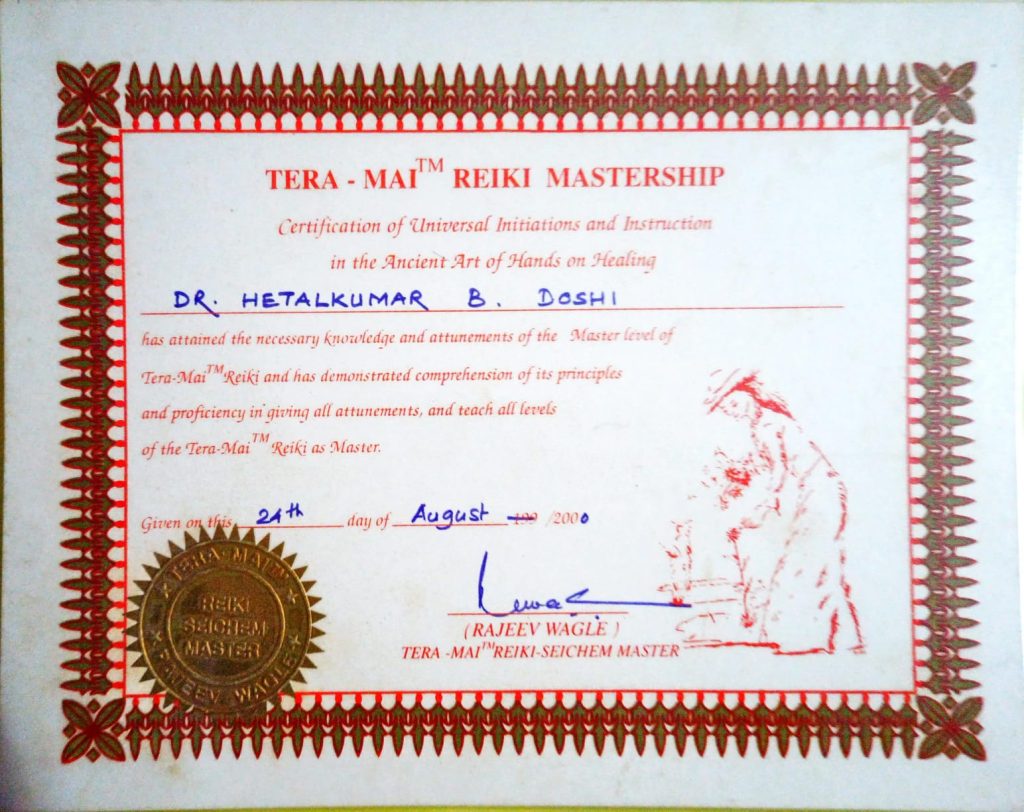 TERA - MAI™ REIKI MASTERSHIP
Certification of Universal Initiations and Instruction
in the Ancient Art of Hands on Healing
DR. HETALKUMAR B. DOSHI
has attained the necessary knowledge and attunements of the Master level of
Tera-Mai™ Reiki and has demonstrated comprehension of its principles
and proficiency in giving all attunements, and teach all levels
of the Tera-Mai™ Reiki as Master.
Given on this 24th day of August 199 /2000
(RAJEEV WAGLE)
TERA -MAI™REIKI-SEICHEM MASTER
TERA-MAI™
REIKI
SEICHEM
MASTER
RAJEEV WAGLE